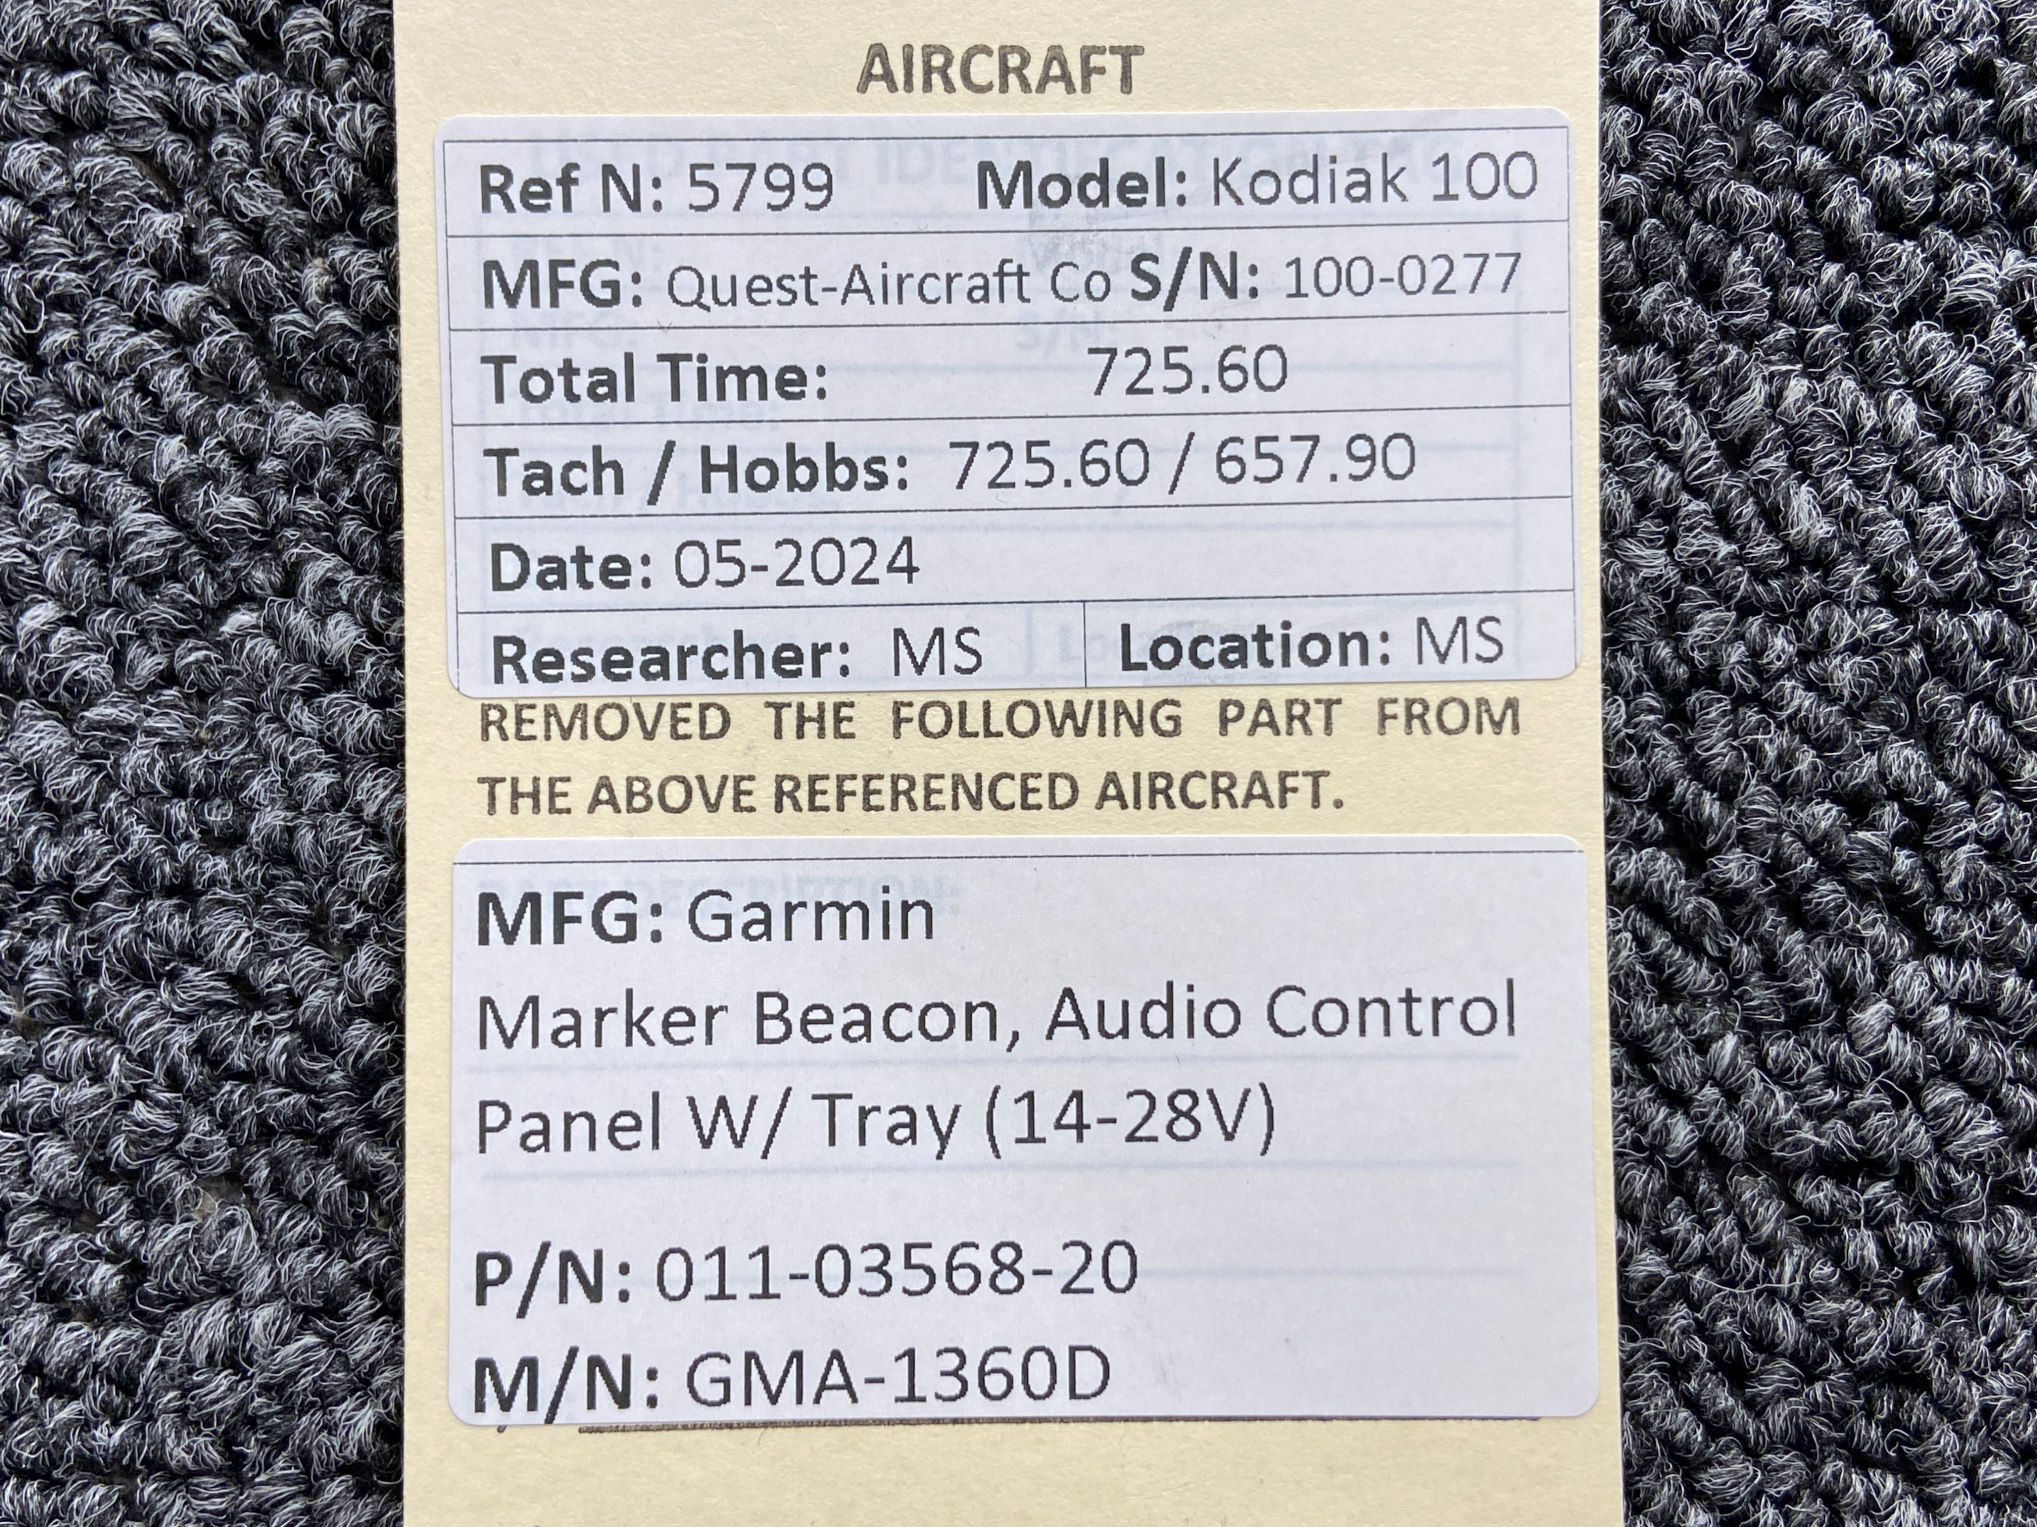 AIRCRAFT
Ref N: 5799 Model: Kodiak 100
MFG: Quest-Aircraft Co S/N: 100-0277
Total Time: 725.60
Tach / Hobbs: 725.60 / 657.90
Date: 05-2024
Researcher: MS Location: MS
REMOVED THE FOLLOWING PART FROM
THE ABOVE REFERENCED AIRCRAFT.
MFG: Garmin
Marker Beacon, Audio Control
Panel W/ Tray (14-28V)
P/N: 011-03568-20
M/N: GMA-1360D